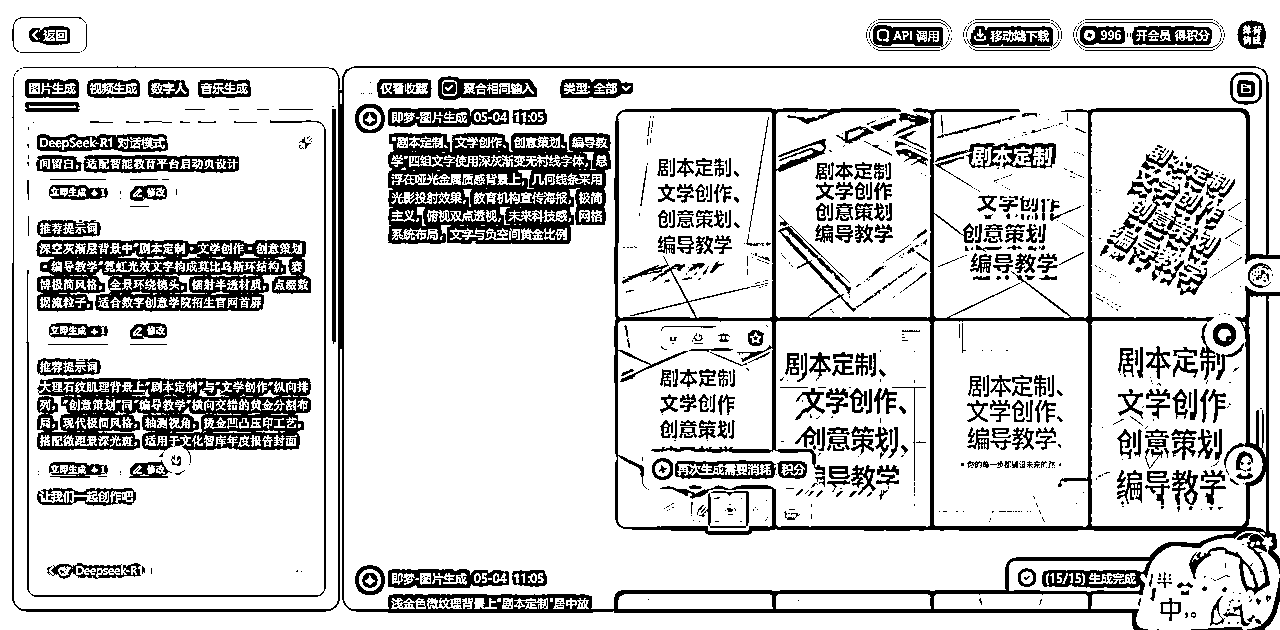 返回
API 调用
移动端下载
996 开会员 得积分
图片生成 视频生成 数字人 音乐生成
仅看收藏 聚合相同输入 类型: 全部
DeepSeek-R1 对话模式
间留白，适配智能教育平台启动页设计
立即生成 1 修改
推荐提示词
深空灰渐层背景中"剧本定制·文学创作·创意策划
·编导教学"霓虹光效文字构成莫比乌斯环结构，赛
博极简风格，全景环绕镜头，镭射半透材质，点缀数
据流粒子，适合数字创意学院招生官网首屏
立即生成 1 修改
推荐提示词
大理石纹肌理背景上"剧本定制"与"文学创作"纵向排
列，"创意策划"同"编导教学"横向交错的黄金分割布
局，现代极简风格，轴测视角，烫金凹凸压印工艺，
搭配微距景深光斑，适用于文化智库年度报告封面
立即生成 1 修改
让我们一起创作吧
Deepseek-R1
即梦-图片生成 05-04 11:05
"剧本定制、文学创作、创意策划、编导教
学"四组文字使用深灰渐变无衬线字体，悬
浮在哑光金属质感背景上，几何线条采用
光影投射效果，教育机构宣传海报，极简
主义，俯视双点透视，未来科技感，网格
系统布局，文字与负空间黄金比例
剧本定制、
文学创作、
创意策划、
编导教学
剧本定制、
文学创作
创意策划
编导教学
剧本定制
文学创作
创意策划
编导教学
剧本定制
文学创作
创意策划
编导教学
剧本定制
文学创作
创意策划
再次生成需要消耗 积分
剧本定制、
文学创作、
创意策划、
编导教学
剧本定制、
文学创作、
编导教学、
剧本定制
文学创作
创意策划
编导教学
即梦-图片生成 05-04 11:05
浅金色微纹理背景上"剧本定制"居中放
(15/15) 生成完成
半
中